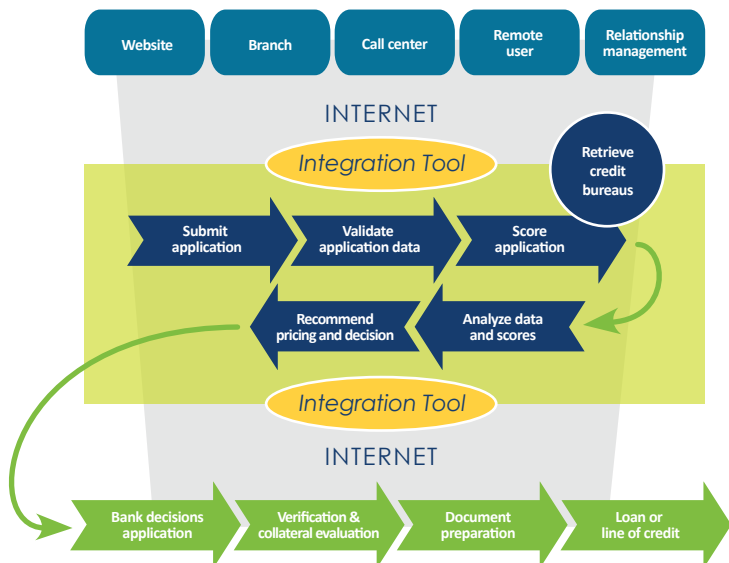 Website
Branch
Call center
Remote
user
Relationship
management
INTERNET
Integration Tool
Retrieve
credit
bureaus
Submit
application
Validate
application data
Score
application
Recommend
pricing and decision
Analyze data
and scores
Integration Tool
INTERNET
Bank decisions
application
Verification &
collateral evaluation
Document
preparation
Loan or
line of credit